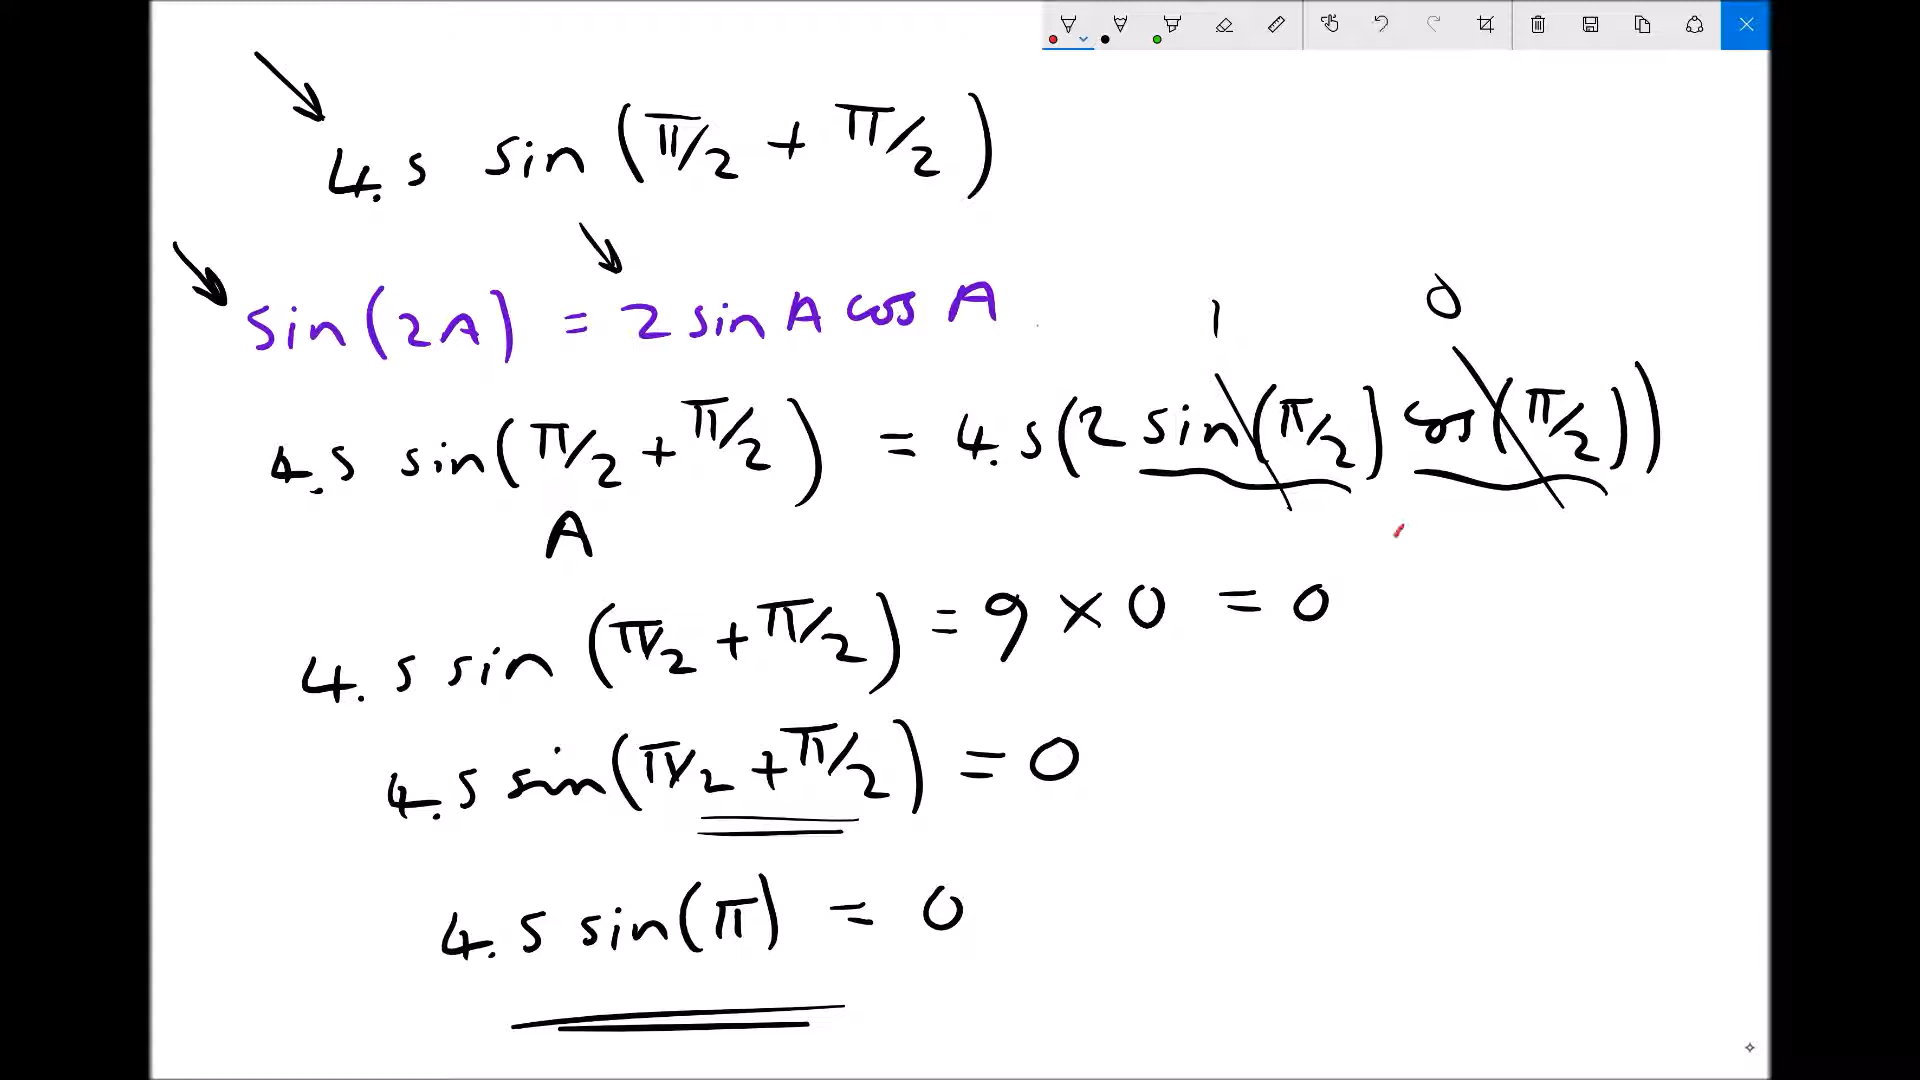 4.5 sin (π/2 + π/2)
sin(2A) = 2 sin A cos A
1 0
4.5 sin(π/2 + π/2) = 4.5(2 sin(π/2) cos(π/2))
A
4.5 sin (π/2 + π/2) = 9 × 0 = 0
4.5 sin(π/2 + π/2) = 0
4.5 sin(π) = 0